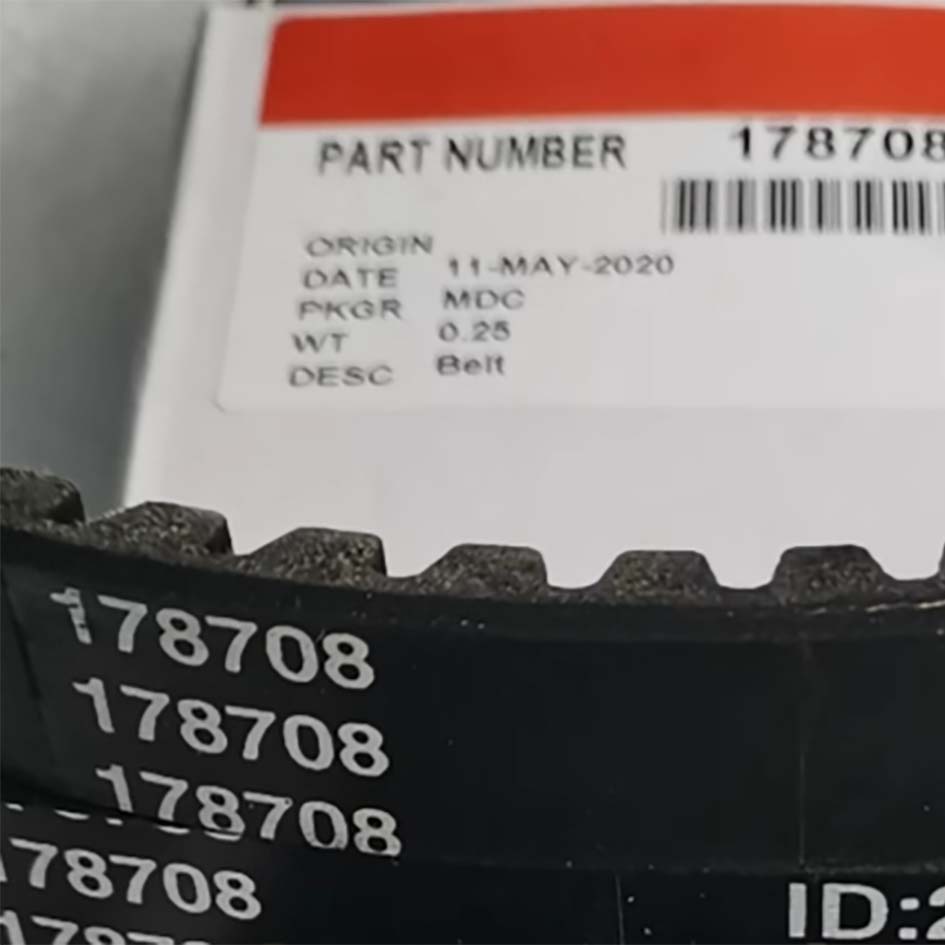 PART NUMBER 178708
ORIGIN
DATE 11-MAY-2020
PKGR MDC
WT 0.25
DESC Belt
178708
178708
178708
178708
ID:2